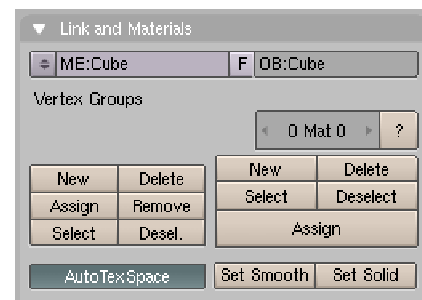 Link and Materials
ME:Cube F OB:Cube
Vertex Groups
0 Mat 0 ?
New Delete New Delete
Assign Remove Select Deselect
Select Desel. Assign
AutoTexSpace Set Smooth Set Solid